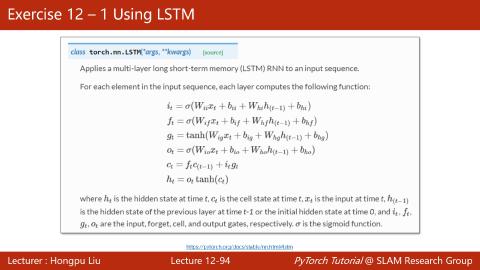 Exercise 12 – 1 Using LSTM
class torch.nn.LSTM(*args, **kwargs) [source]
Applies a multi-layer long short-term memory (LSTM) RNN to an input sequence.
For each element in the input sequence, each layer computes the following function:
i_t = σ(W_{ii} x_t + b_{ii} + W_{hi} h_{(t-1)} + b_{hi})
f_t = σ(W_{if} x_t + b_{if} + W_{hf} h_{(t-1)} + b_{hf})
g_t = tanh(W_{ig} x_t + b_{ig} + W_{hg} h_{(t-1)} + b_{hg})
o_t = σ(W_{io} x_t + b_{io} + W_{ho} h_{(t-1)} + b_{ho})
c_t = f_t c_{(t-1)} + i_t g_t
h_t = o_t tanh(c_t)
where h_t is the hidden state at time t, c_t is the cell state at time t, x_t is the input at time t, h_{(t-1)}
is the hidden state of the previous layer at time t-1 or the initial hidden state at time 0, and i_t, f_t,
g_t, o_t are the input, forget, cell, and output gates, respectively. σ is the sigmoid function.
https://pytorch.org/docs/stable/nn.html#lstm
Lecturer : Hongpu Liu Lecture 12-94 PyTorch Tutorial @ SLAM Research Group